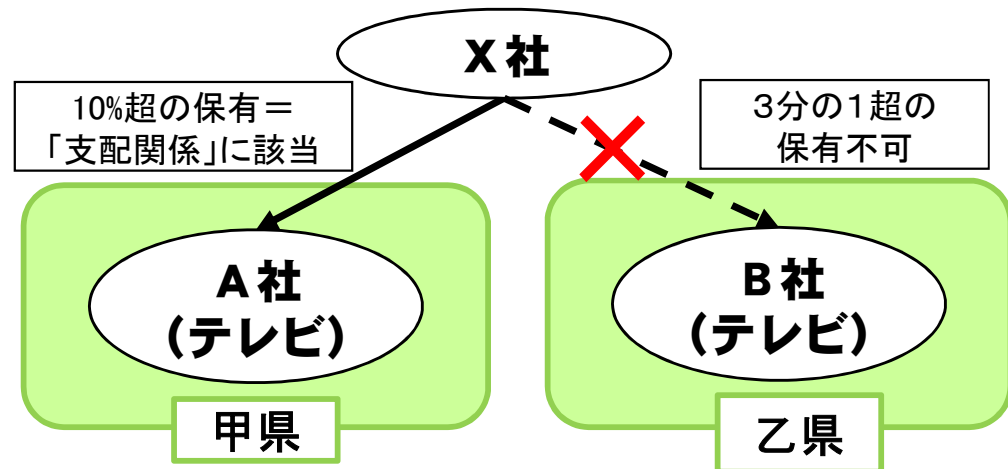 X社
10%超の保有=
「支配関係」に該当
3分の1超の
保有不可
A社
(テレビ)
B社
(テレビ)
甲県
乙県